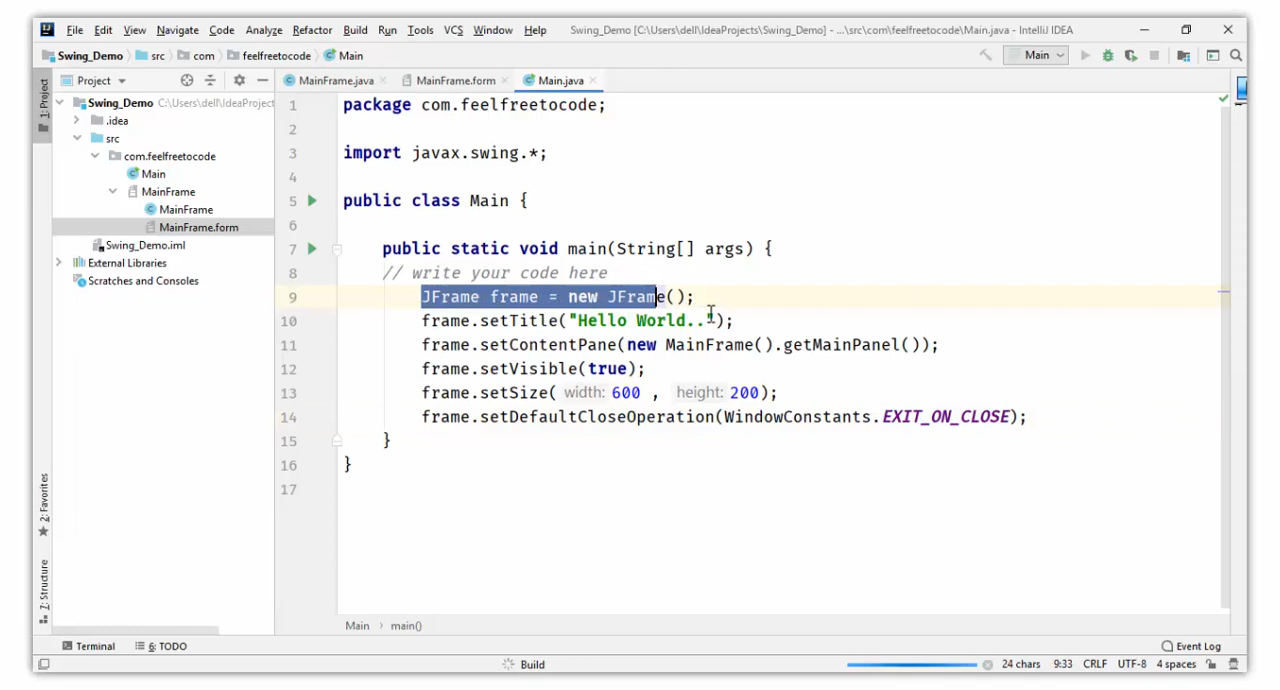 File Edit View Navigate Code Analyze Refactor Build Run Tools VCS Window Help Swing_Demo [C:\Users\dell\IdeaProjects\Swing_Demo] - ...\src\com\feelfreetocode\Main.java - IntelliJ IDEA
Swing_Demo src com feelfreetocode Main Main
1: Project
Project MainFrame.java MainFrame.form Main.java
Swing_Demo C:\Users\dell\IdeaProject
.idea
src
com.feelfreetocode
Main
MainFrame
MainFrame
MainFrame.form
Swing_Demo.iml
External Libraries
Scratches and Consoles
1 package com.feelfreetocode;
2
3 import javax.swing.*;
4
5 public class Main {
6
7 public static void main(String[] args) {
8 // write your code here
9 JFrame frame = new JFrame();
10 frame.setTitle("Hello World..");
11 frame.setContentPane(new MainFrame().getMainPanel());
12 frame.setVisible(true);
13 frame.setSize( width: 600 , height: 200);
14 frame.setDefaultCloseOperation(WindowConstants.EXIT_ON_CLOSE);
15 }
16 }
17
2: Favorites
Z: Structure
Main › main()
Terminal 6: TODO Event Log
Build 24 chars 9:33 CRLF UTF-8 4 spaces